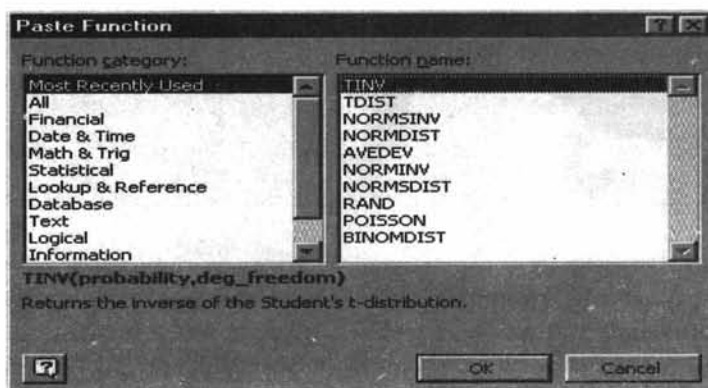 Paste Function
Function category:
Most Recently Used
All
Financial
Date & Time
Math & Trig
Statistical
Lookup & Reference
Database
Text
Logical
Information
Function name:
TINV
TDIST
NORMSINV
NORMDIST
AVEDEV
NORMINV
NORMSDIST
RAND
POISSON
BINOMDIST
TINV(probability,deg_freedom)
Returns the inverse of the Student's t-distribution.
OK
Cancel